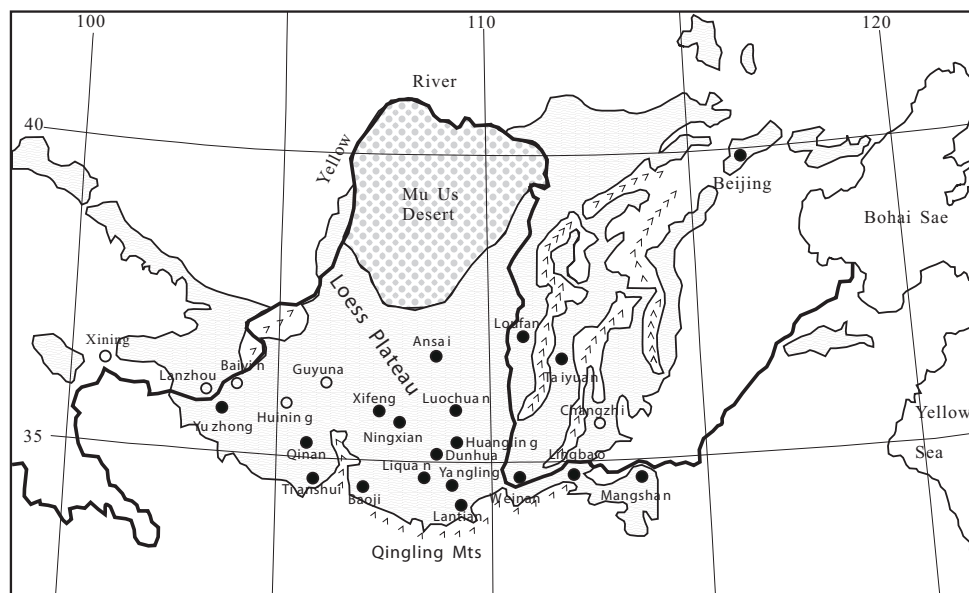 100
110
120
River
40
Yellow
Beijing
Mu Us
Desert
Bohai Sae
Loess Plateau
Loufan
Xining
Ansai
Baiyin
Taiyuan
Lanzhou
Guyuna
Xifeng
Luochuan
Changzhi
Yellow
Huining
Yuzhong
Ningxian
Huangling
35
Qinan
Dunhua
Lingbao
Sea
Liquan
Yangling
Tianshui
Baoji
Weinan
Mangshan
Lantian
Qingling Mts